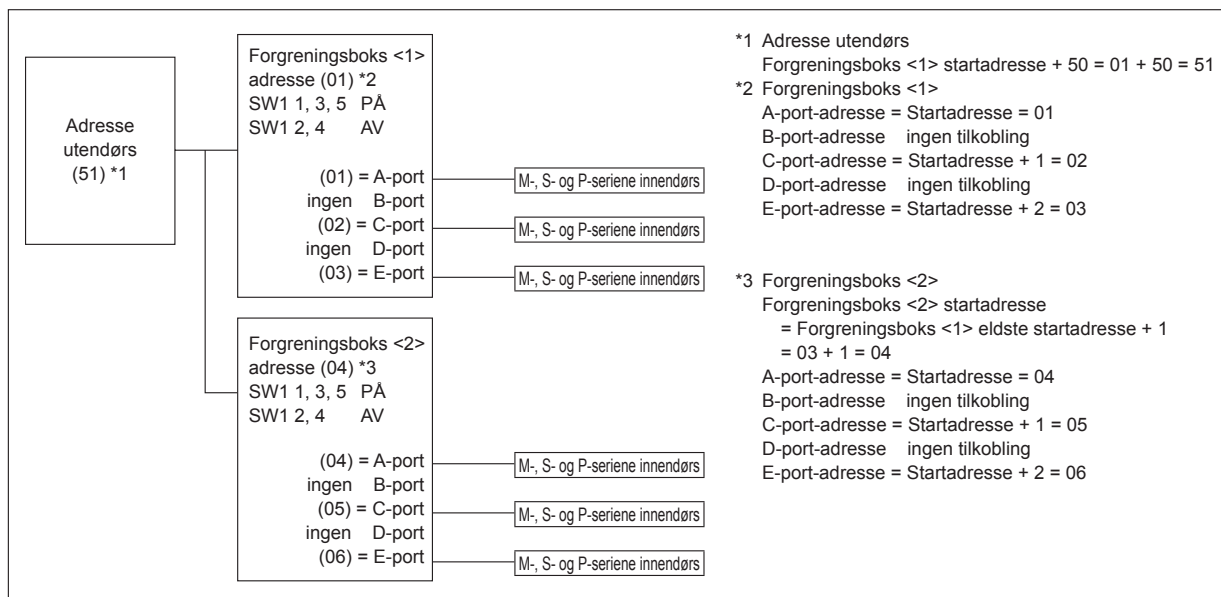 Adresse
utendørs
(51) *1
Forgreningsboks <1>
adresse (01) *2
SW1 1, 3, 5 PÅ
SW1 2, 4 AV
(01) = A-port
ingen B-port
(02) = C-port
ingen D-port
(03) = E-port
M-, S- og P-seriene innendørs
M-, S- og P-seriene innendørs
M-, S- og P-seriene innendørs
Forgreningsboks <2>
adresse (04) *3
SW1 1, 3, 5 PÅ
SW1 2, 4 AV
(04) = A-port
ingen B-port
(05) = C-port
ingen D-port
(06) = E-port
M-, S- og P-seriene innendørs
M-, S- og P-seriene innendørs
M-, S- og P-seriene innendørs
*1 Adresse utendørs
Forgreningsboks <1> startadresse + 50 = 01 + 50 = 51
*2 Forgreningsboks <1>
A-port-adresse = Startadresse = 01
B-port-adresse ingen tilkobling
C-port-adresse = Startadresse + 1 = 02
D-port-adresse ingen tilkobling
E-port-adresse = Startadresse + 2 = 03
*3 Forgreningsboks <2>
Forgreningsboks <2> startadresse
= Forgreningsboks <1> eldste startadresse + 1
= 03 + 1 = 04
A-port-adresse = Startadresse = 04
B-port-adresse ingen tilkobling
C-port-adresse = Startadresse + 1 = 05
D-port-adresse ingen tilkobling
E-port-adresse = Startadresse + 2 = 06